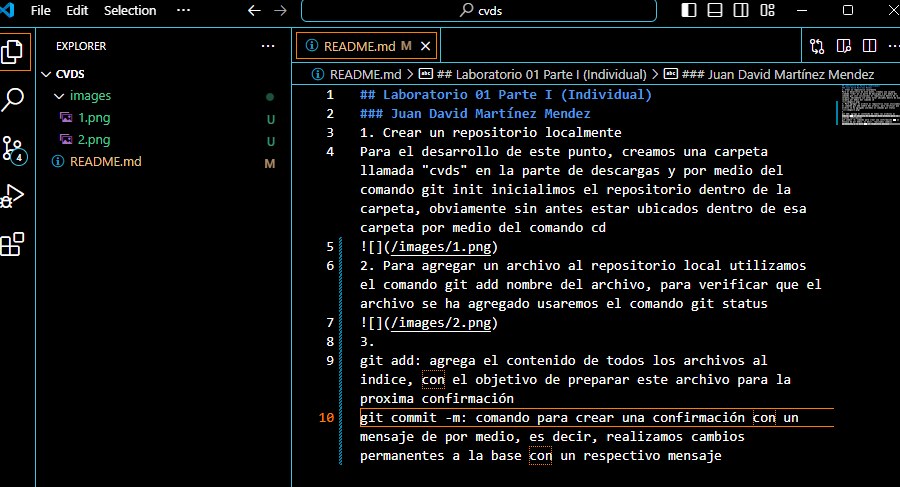 File Edit Selection ··· cvds
EXPLORER ···
CVDS
images
1.png U
2.png U
README.md M
4
README.md M
README.md > ## Laboratorio 01 Parte I (Individual) > ### Juan David Martínez Mendez
1 ## Laboratorio 01 Parte I (Individual)
2 ### Juan David Martínez Mendez
3 1. Crear un repositorio localmente
4 Para el desarrollo de este punto, creamos una carpeta
llamada "cvds" en la parte de descargas y por medio del
comando git init inicialimos el repositorio dentro de la
carpeta, obviamente sin antes estar ubicados dentro de esa
carpeta por medio del comando cd
5 ![](/images/1.png)
6 2. Para agregar un archivo al repositorio local utilizamos
el comando git add nombre del archivo, para verificar que el
archivo se ha agregado usaremos el comando git status
7 ![](/images/2.png)
8 3.
9 git add: agrega el contenido de todos los archivos al
indice, con el objetivo de preparar este archivo para la
proxima confirmación
10 git commit -m: comando para crear una confirmación con un
mensaje de por medio, es decir, realizamos cambios
permanentes a la base con un respectivo mensaje